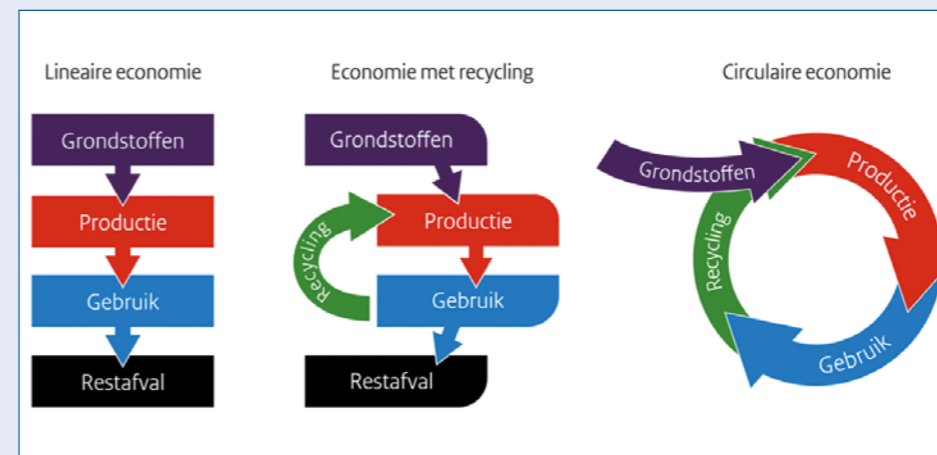 Lineaire economie
Grondstoffen
Productie
Gebruik
Restafval
Economie met recycling
Grondstoffen
Productie
Recycling
Gebruik
Restafval
Circulaire economie
Grondstoffen
Productie
Gebruik
Recycling